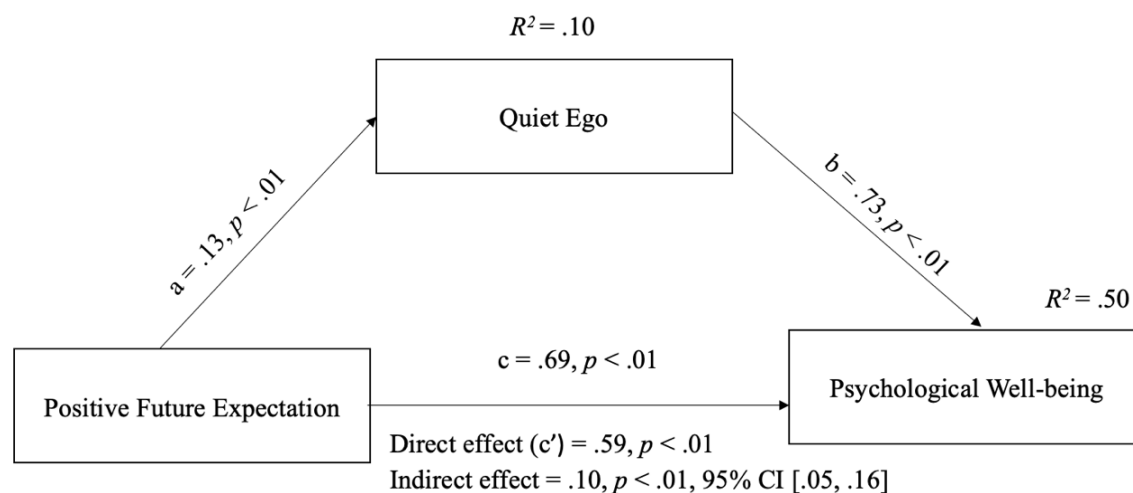 R² = .10
Quiet Ego
a = .13, p < .01
b = .73, p < .01
R² = .50
c = .69, p < .01
Positive Future Expectation
Psychological Well-being
Direct effect (c′) = .59, p < .01
Indirect effect = .10, p < .01, 95% CI [.05, .16]